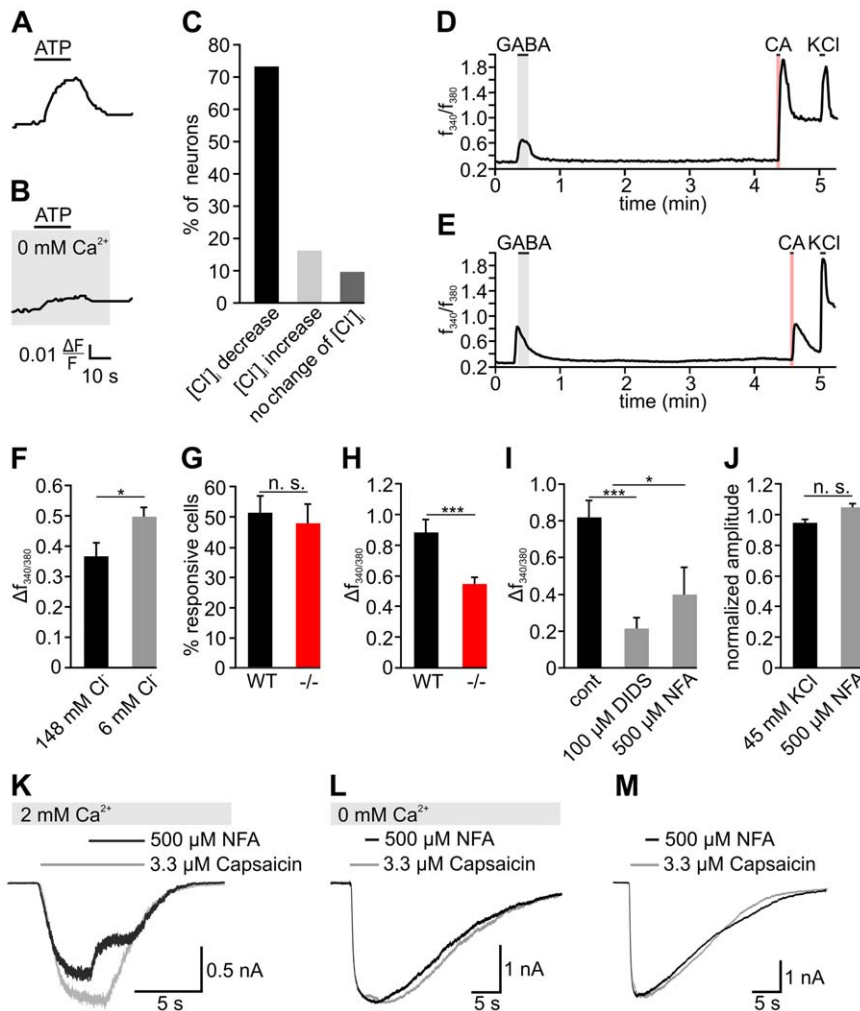 A
ATP
B
ATP
0 mM Ca²⁺
0.01 ΔF/F
10 s
C
% of neurons
80
70
60
50
40
30
20
10
0
[Cl⁻]ᵢ decrease
[Cl⁻]ᵢ increase
no change of [Cl⁻]ᵢ
D
GABA
CA
KCl
f₃₄₀/f₃₈₀
1.8
1.4
1.0
0.6
0.2
0
1
2
3
4
5
time (min)
E
GABA
CA
KCl
f₃₄₀/f₃₈₀
1.8
1.4
1.0
0.6
0.2
0
1
2
3
4
5
time (min)
F
Δf₃₄₀/₃₈₀
0.6
0.5
0.4
0.3
0.2
0.1
0
*
148 mM Cl
6 mM Cl
G
% responsive cells
60
50
40
30
20
10
0
n. s.
WT
-/-
H
Δf₃₄₀/₃₈₀
1.2
1
0.8
0.6
0.4
0.2
0
***
WT
-/-
I
Δf₃₄₀/₃₈₀
1.0
0.8
0.6
0.4
0.2
0
***
*
cont
100 µM DIDS
500 µM NFA
J
normalized amplitude
1.2
1
0.8
0.6
0.4
0.2
0
n. s.
45 mM KCl
500 µM NFA
K
2 mM Ca²⁺
500 µM NFA
3.3 µM Capsaicin
0.5 nA
5 s
L
0 mM Ca²⁺
500 µM NFA
3.3 µM Capsaicin
1 nA
5 s
M
500 µM NFA
3.3 µM Capsaicin
1 nA
5 s